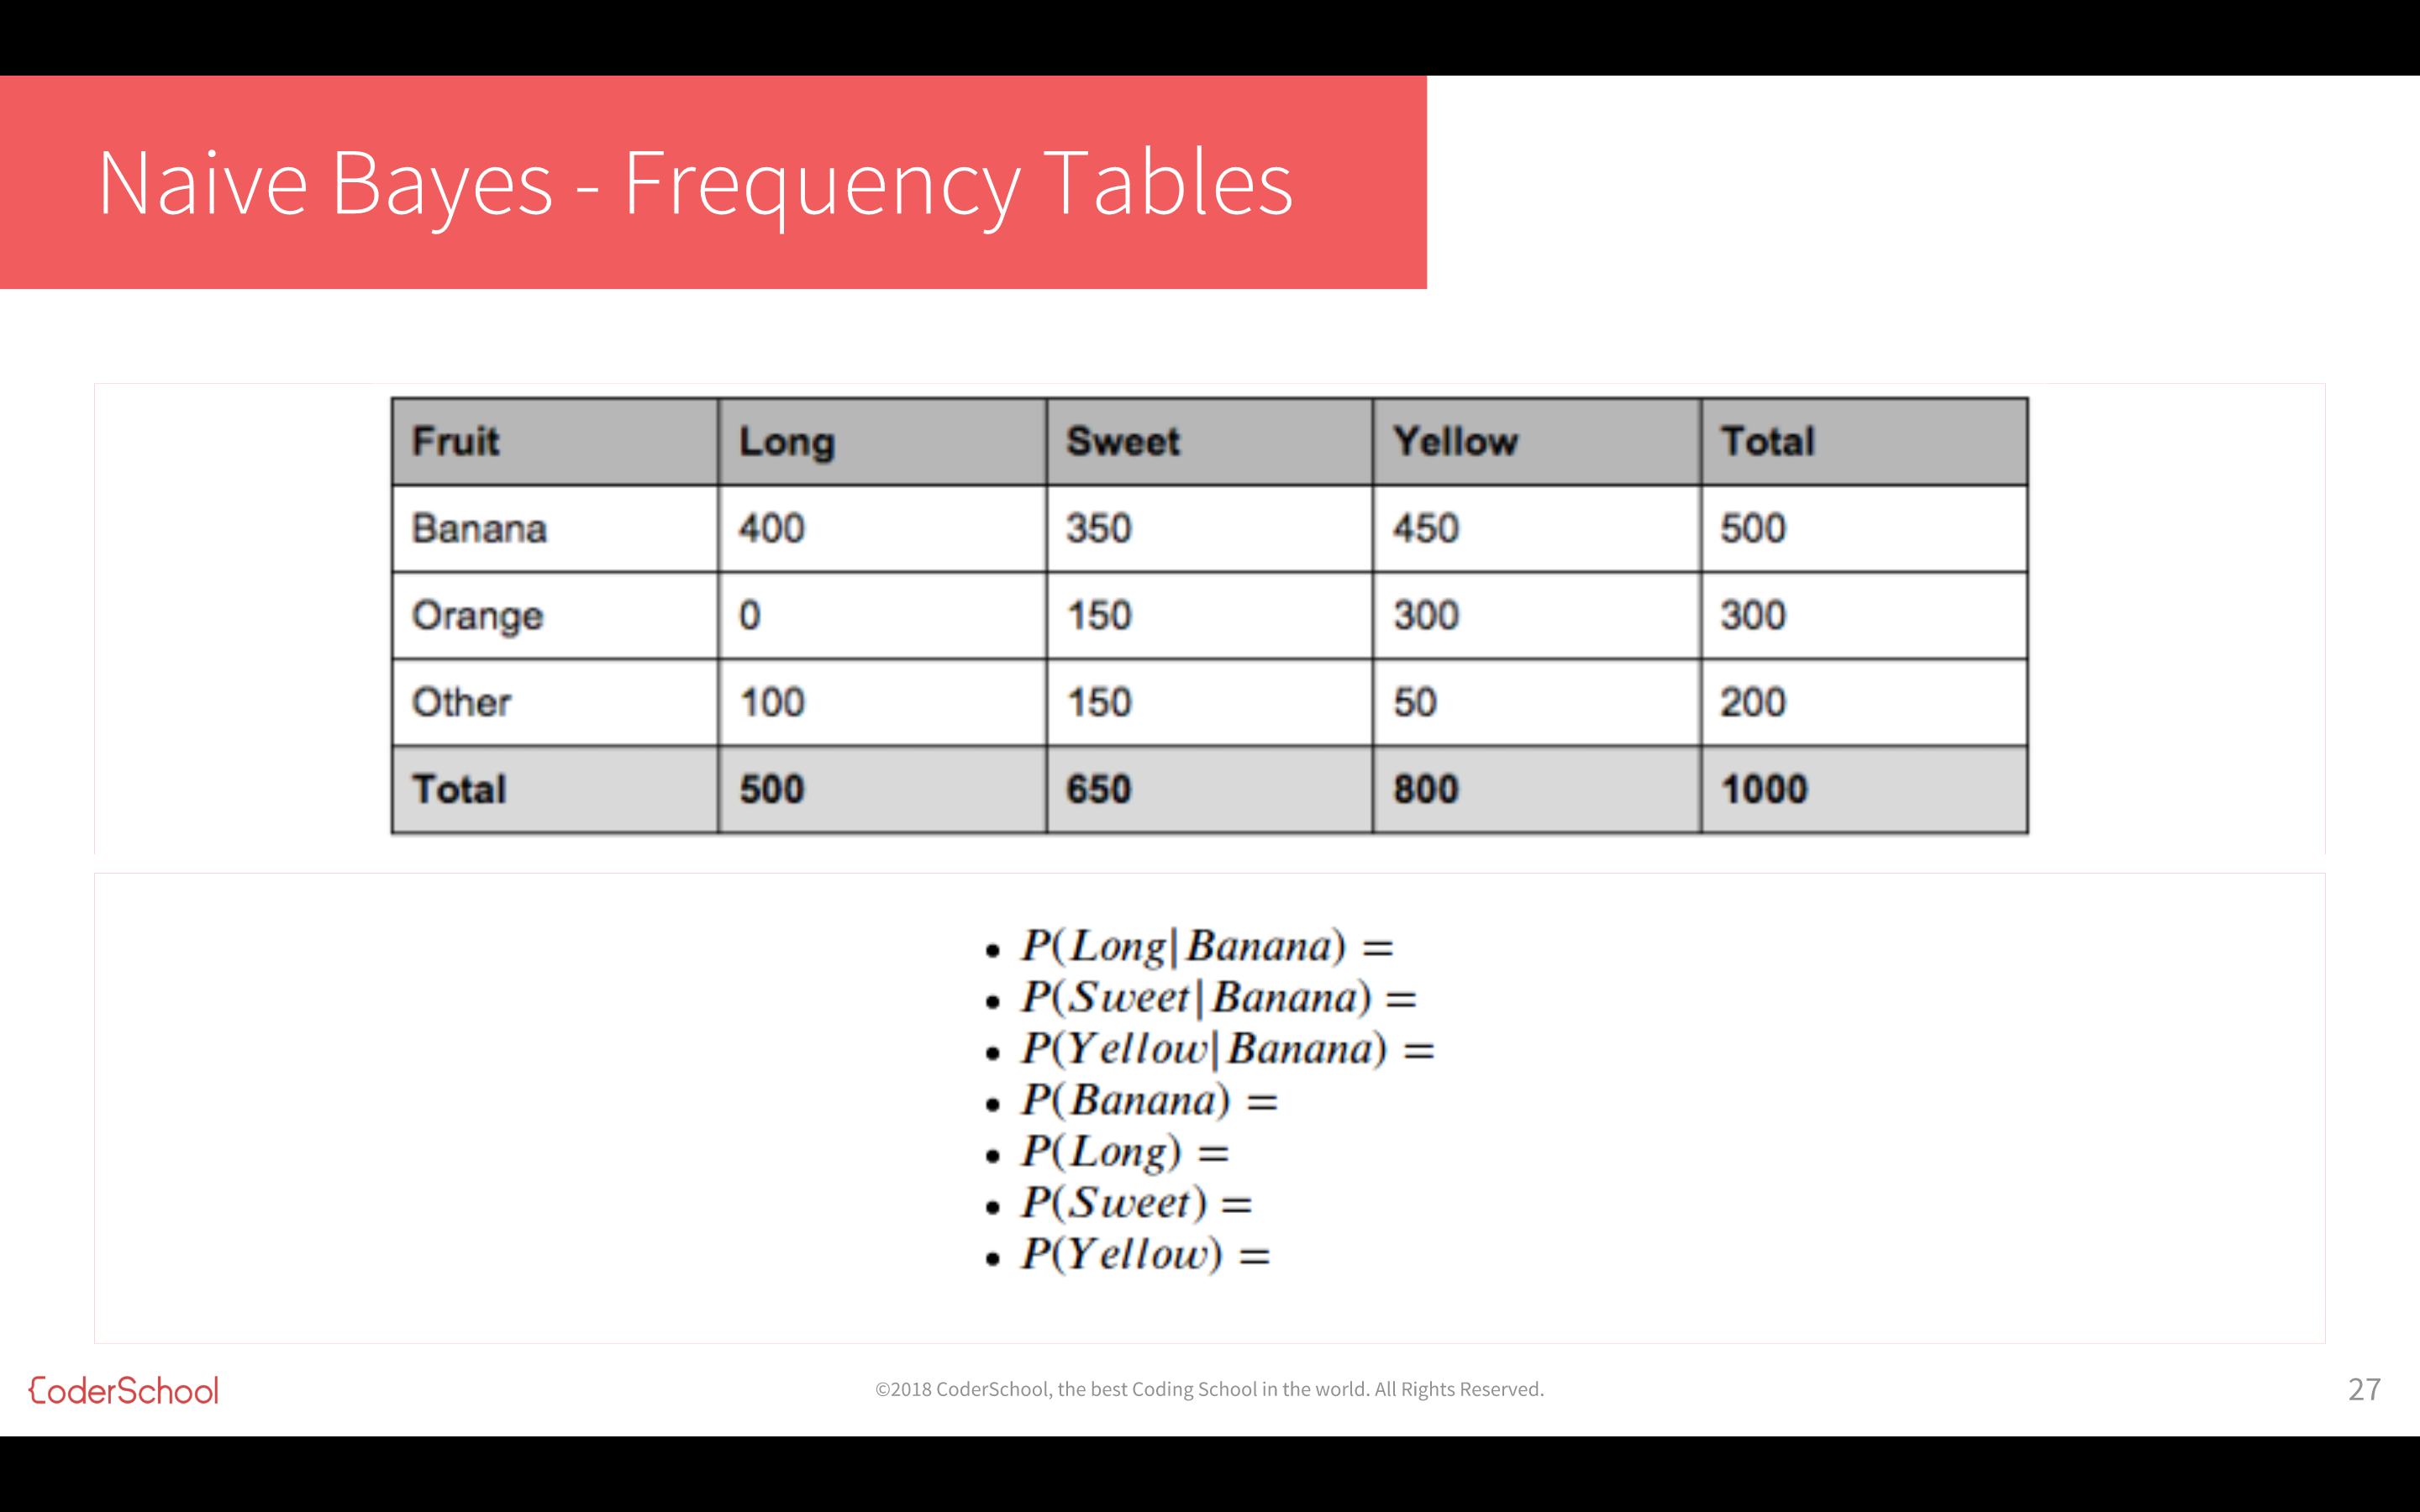 Naive Bayes - Frequency Tables
Fruit Long Sweet Yellow Total
Banana 400 350 450 500
Orange 0 150 300 300
Other 100 150 50 200
Total 500 650 800 1000
• P(Long|Banana) =
• P(Sweet|Banana) =
• P(Yellow|Banana) =
• P(Banana) =
• P(Long) =
• P(Sweet) =
• P(Yellow) =
{CoderSchool ©2018 CoderSchool, the best Coding School in the world. All Rights Reserved. 27